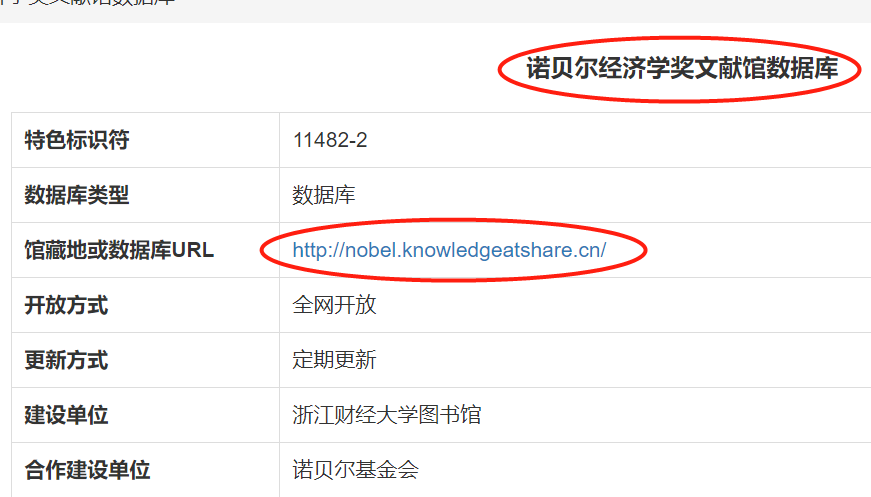 奖文献馆数据库
诺贝尔经济学奖文献馆数据库
特色标识符 11482-2
数据库类型 数据库
馆藏地或数据库URL http://nobel.knowledgeatshare.cn/
开放方式 全网开放
更新方式 定期更新
建设单位 浙江财经大学图书馆
合作建设单位 诺贝尔基金会